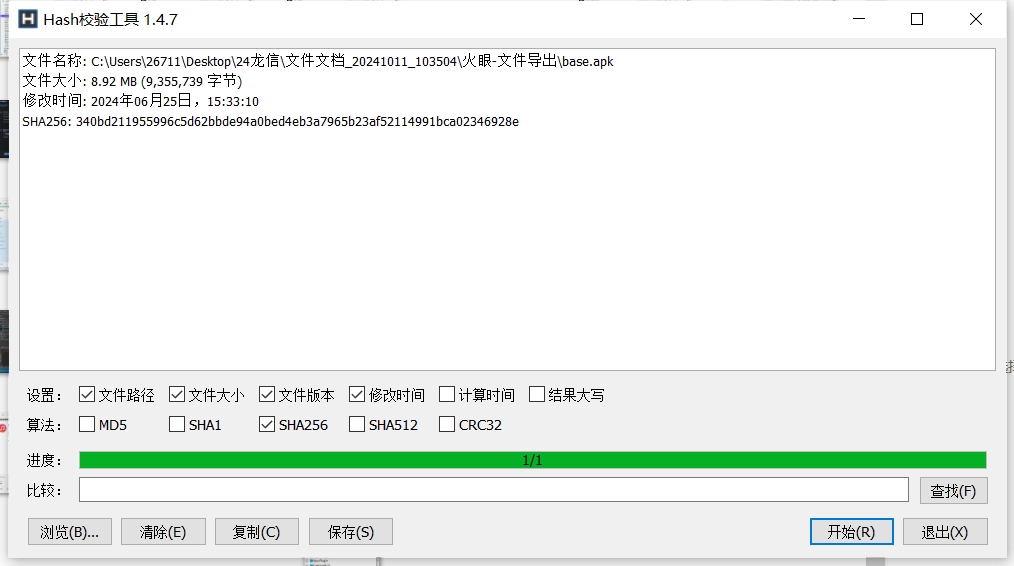 Hash校验工具 1.4.7
文件名称: C:\Users\26711\Desktop\24龙信\文件文档_20241011_103504\火眼-文件导出\base.apk
文件大小: 8.92 MB (9,355,739 字节)
修改时间: 2024年06月25日，15:33:10
SHA256: 340bd211955996c5d62bbde94a0bed4eb3a7965b23af52114991bca02346928e
设置： 文件路径 文件大小 文件版本 修改时间 计算时间 结果大写
算法： MD5 SHA1 SHA256 SHA512 CRC32
进度： 1/1
比较： 查找(F)
浏览(B)... 清除(E) 复制(C) 保存(S) 开始(R) 退出(X)